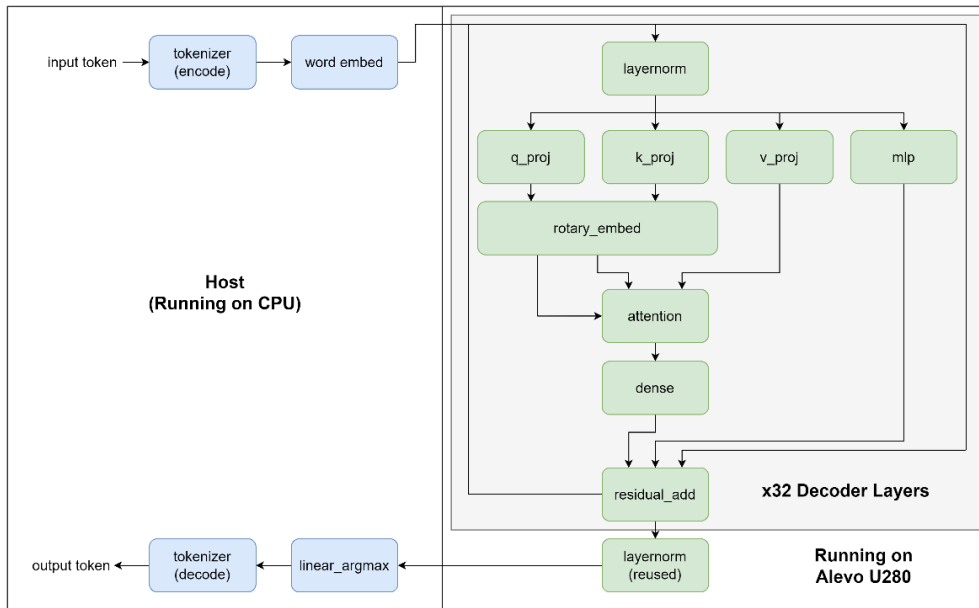 input token
tokenizer
(encode)
word embed
layernorm
q_proj
k_proj
v_proj
mlp
rotary_embed
Host
(Running on CPU)
attention
dense
residual_add
x32 Decoder Layers
output token
tokenizer
(decode)
linear_argmax
layernorm
(reused)
Running on
Alevo U280